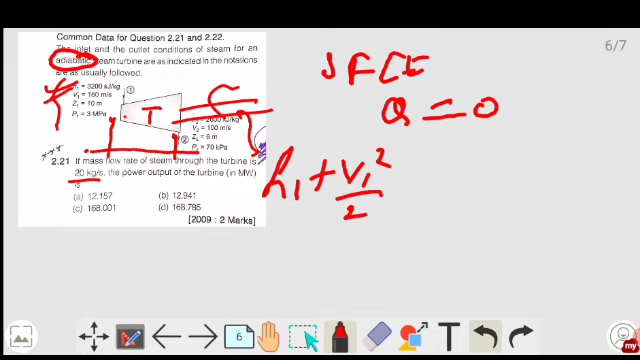 6/7
Common Data for Question 2.21 and 2.22.
The inlet and the outlet conditions of steam for an
adiabatic steam turbine are as indicated in the notations
are as usually followed.
= 3200 kJ/kg
V₁ = 160 m/s
Z₁ = 10 m
P₁ = 3 MPa
①
T
h₂ = 2600 kJ/kg
V₂ = 100 m/s
Z₂ = 6 m
P₂ = 70 kPa
②
2.21 If mass flow rate of steam through the turbine is
20 kg/s, the power output of the turbine (in MW)
is
(a) 12.157 (b) 12.941
(c) 168.001 (d) 168.785
[2009 : 2 Marks]
SFEE
Q = 0
h₁ + V₁²/2
6
T
my